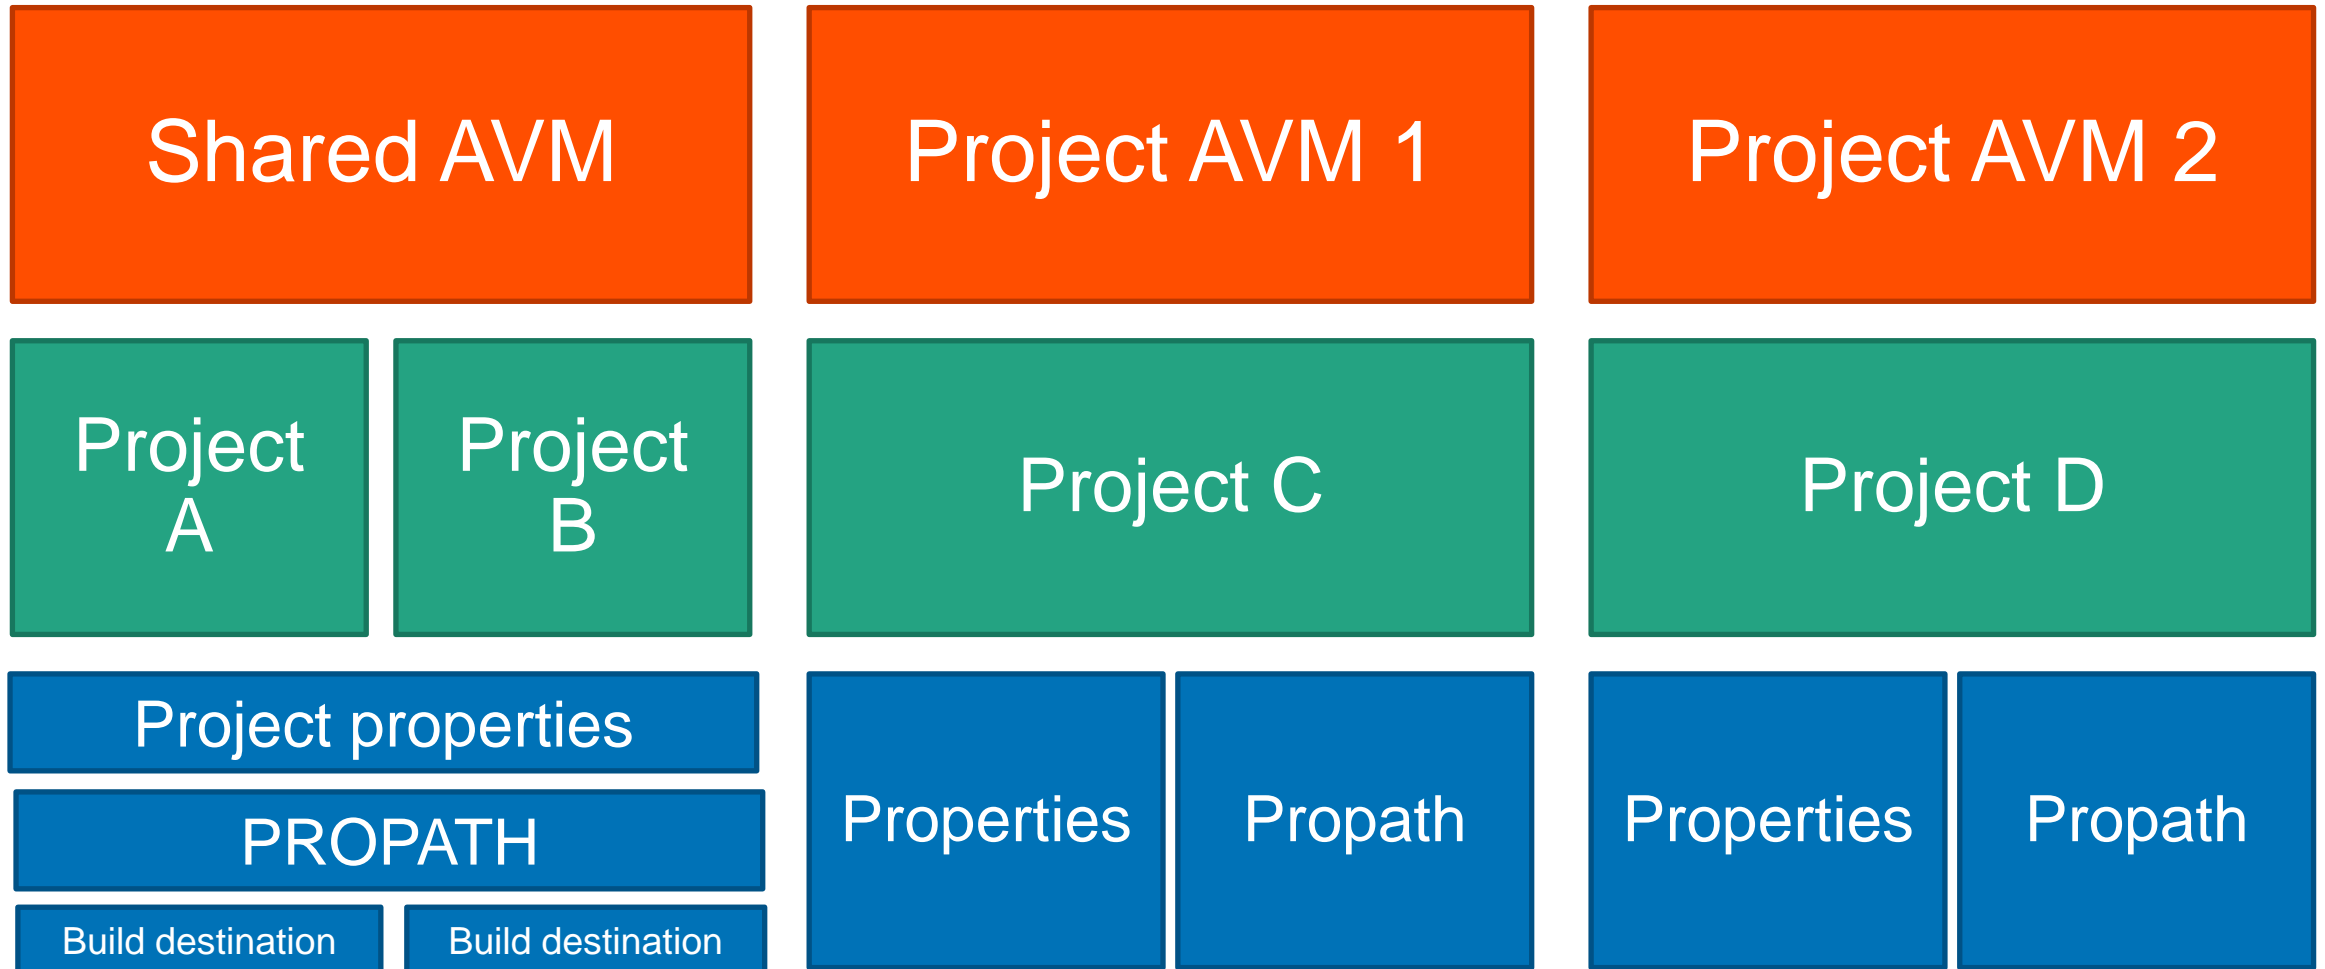 Shared AVM
Project AVM 1
Project AVM 2
Project
A
Project
B
Project C
Project D
Project properties
PROPATH
Build destination
Build destination
Properties
Propath
Properties
Propath